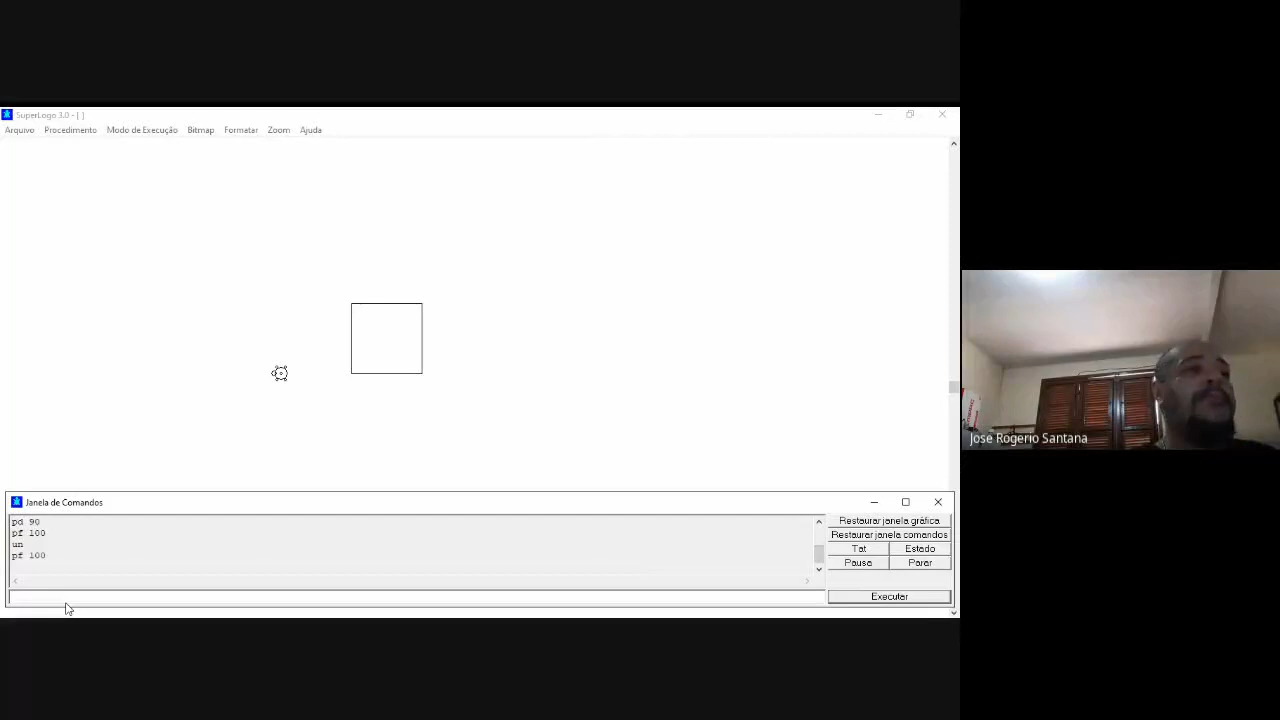 SuperLogo 3.0 - [ ]
Arquivo Procedimento Modo de Execução Bitmap Formatar Zoom Ajuda
Jose Rogerio Santana
Janela de Comandos
pd 90
pf 100
un
pf 100
Restaurar janela gráfica
Restaurar janela comandos
Tat Estado
Pausa Parar
Executar